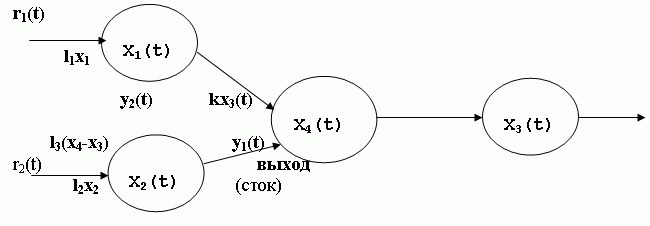 r₁(t)
l₁x₁
X₁(t)
y₂(t)
kx₃(t)
X₄(t)
X₃(t)
l₃(x₄-x₃)
y₁(t)
r₂(t)
l₂x₂
X₂(t)
выход
(сток)